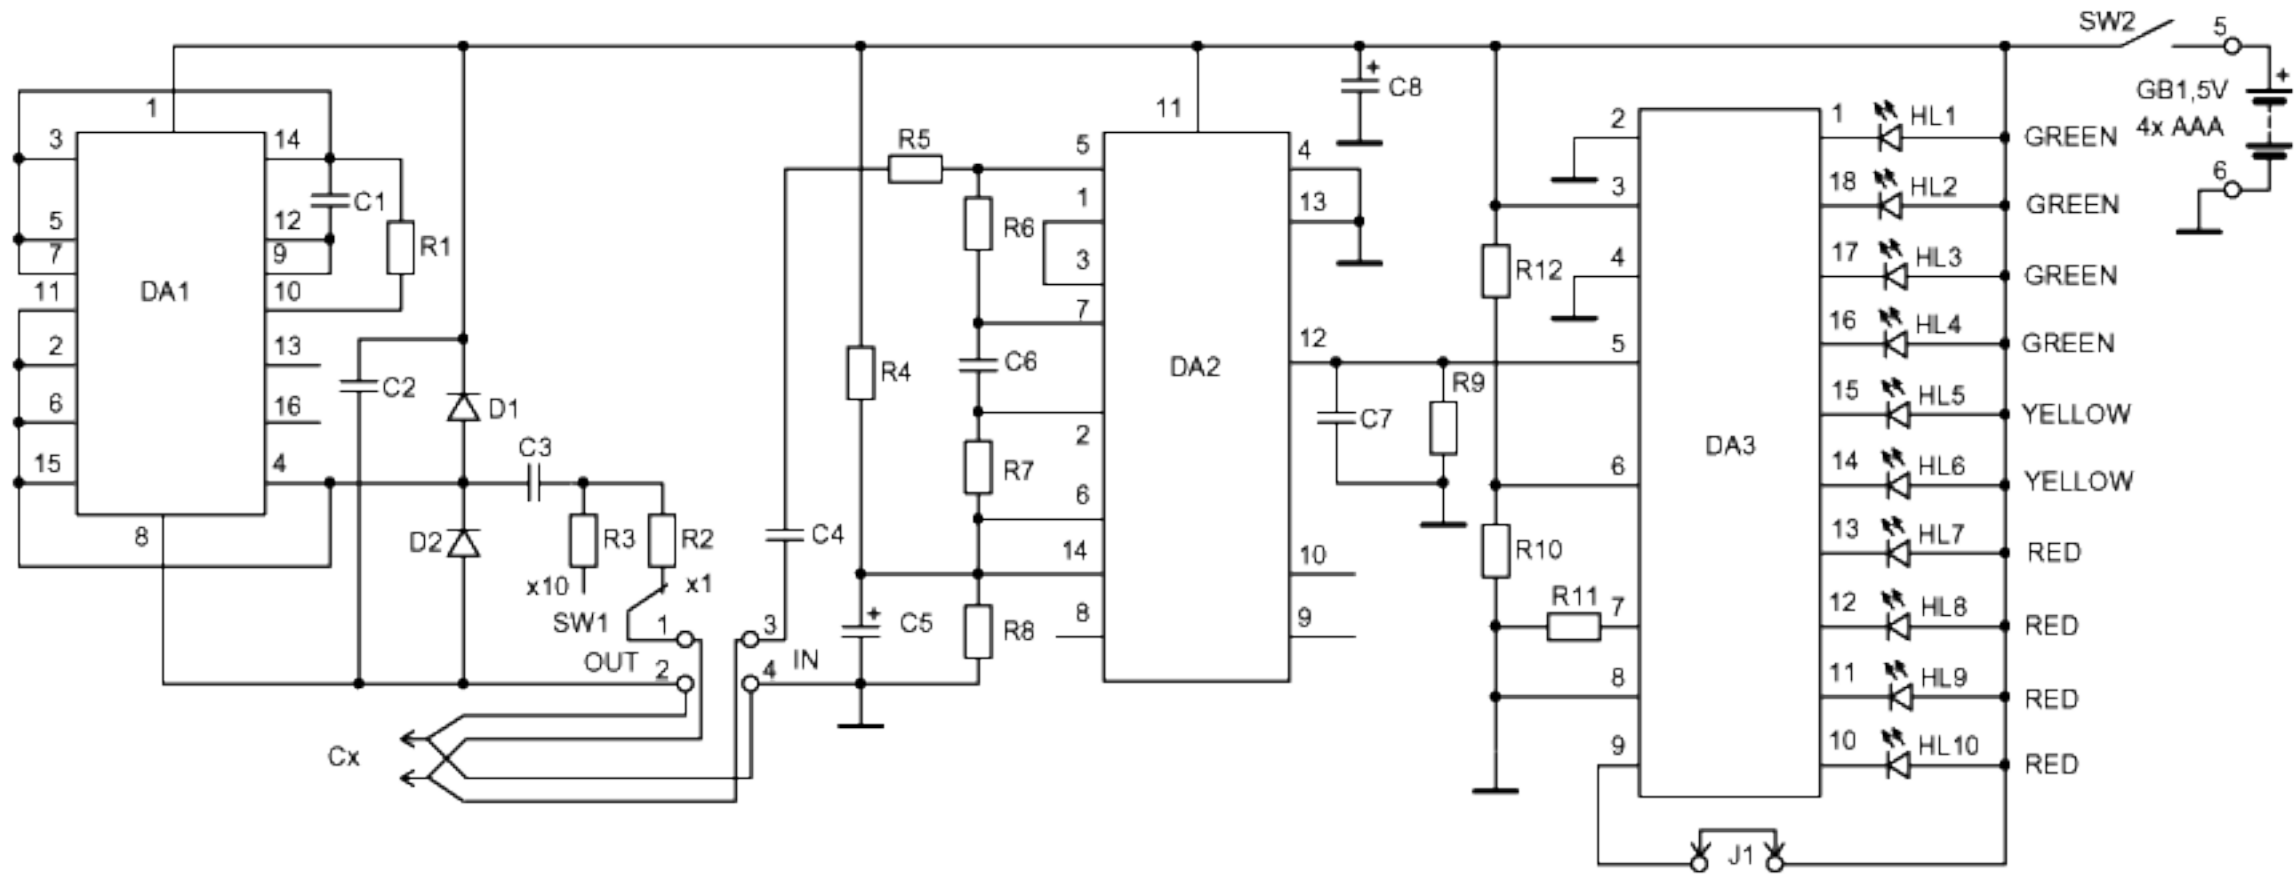 SW2
5
GB1,5V
4x AAA
6
1
3
14
5
12
7
9
11
10
2
13
6
16
15
4
8
DA1
C1
R1
C2
D1
D2
C3
R3
R2
x10
x1
SW1
1
OUT
2
3
IN
4
Cx
C4
R4
C5
R5
R6
C6
R7
R8
11
5
1
3
7
2
6
14
8
4
13
12
10
9
DA2
C8
C7
R9
R12
R10
R11
2
3
4
5
6
7
8
9
DA3
1
HL1
GREEN
18
HL2
GREEN
17
HL3
GREEN
16
HL4
GREEN
15
HL5
YELLOW
14
HL6
YELLOW
13
HL7
RED
12
HL8
RED
11
HL9
RED
10
HL10
RED
J1